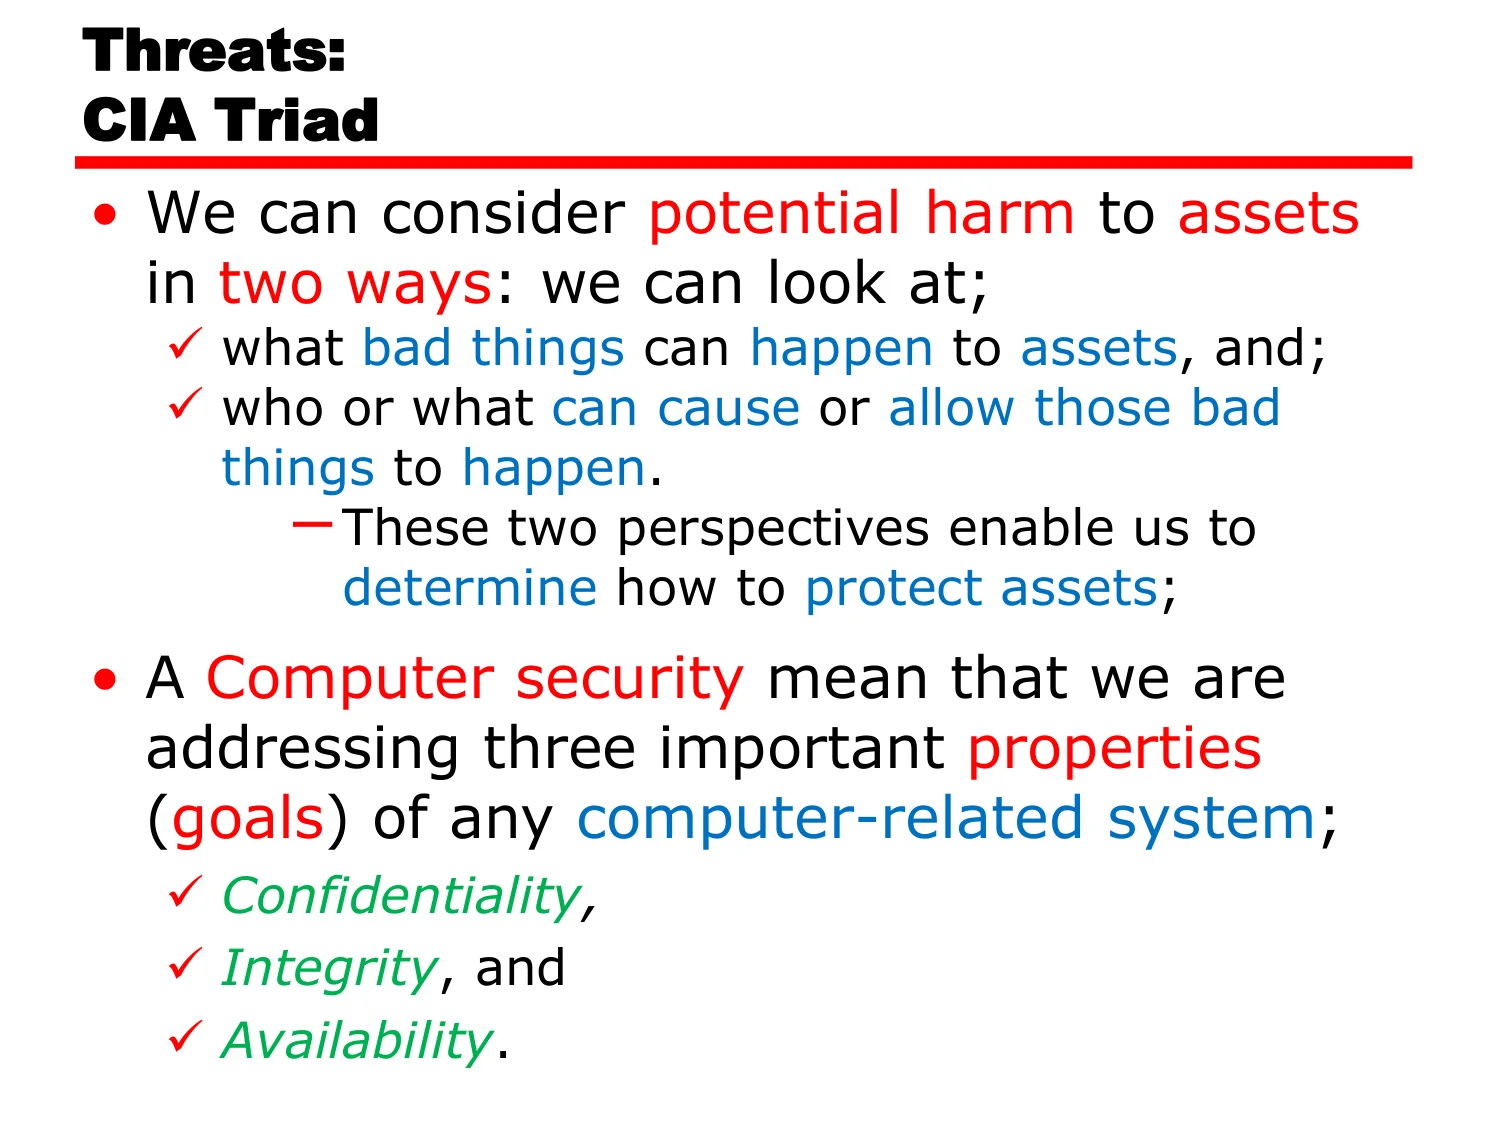 Threats:
CIA Triad
• We can consider potential harm to assets
in two ways: we can look at;
✓ what bad things can happen to assets, and;
✓ who or what can cause or allow those bad
things to happen.
– These two perspectives enable us to
determine how to protect assets;
• A Computer security mean that we are
addressing three important properties
(goals) of any computer-related system;
✓ Confidentiality,
✓ Integrity, and
✓ Availability.